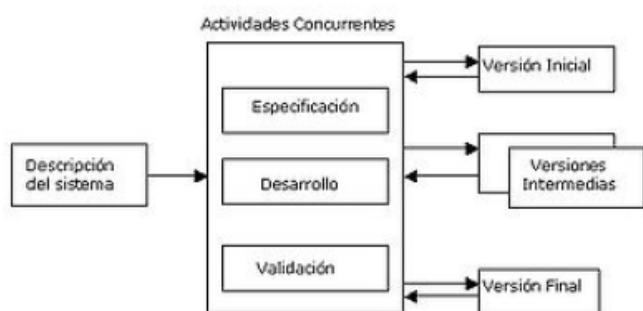 Actividades Concurrentes
Descripción
del sistema
Especificación
Desarrollo
Validación
Versión Inicial
Versiones
Intermedias
Versión Final